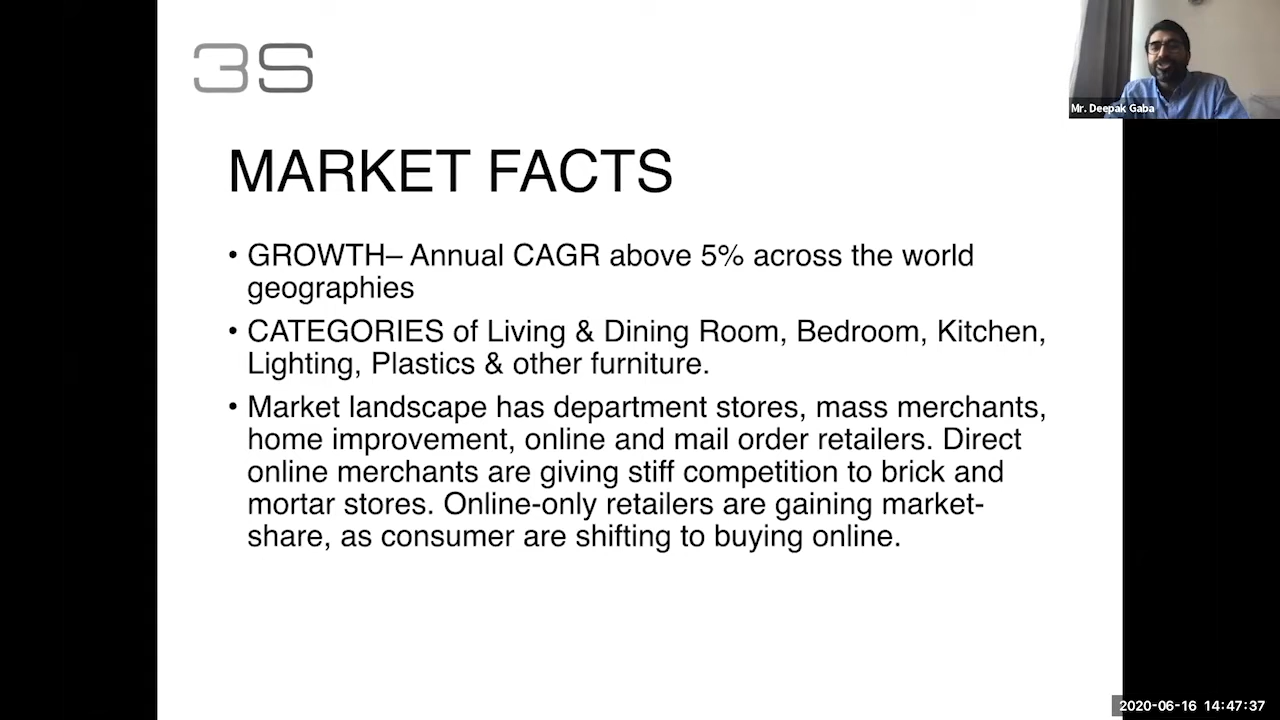 3S
Mr. Deepak Gaba
MARKET FACTS
• GROWTH– Annual CAGR above 5% across the world
geographies
• CATEGORIES of Living & Dining Room, Bedroom, Kitchen,
Lighting, Plastics & other furniture.
• Market landscape has department stores, mass merchants,
home improvement, online and mail order retailers. Direct
online merchants are giving stiff competition to brick and
mortar stores. Online-only retailers are gaining market-
share, as consumer are shifting to buying online.
2020-06-16 14:47:37